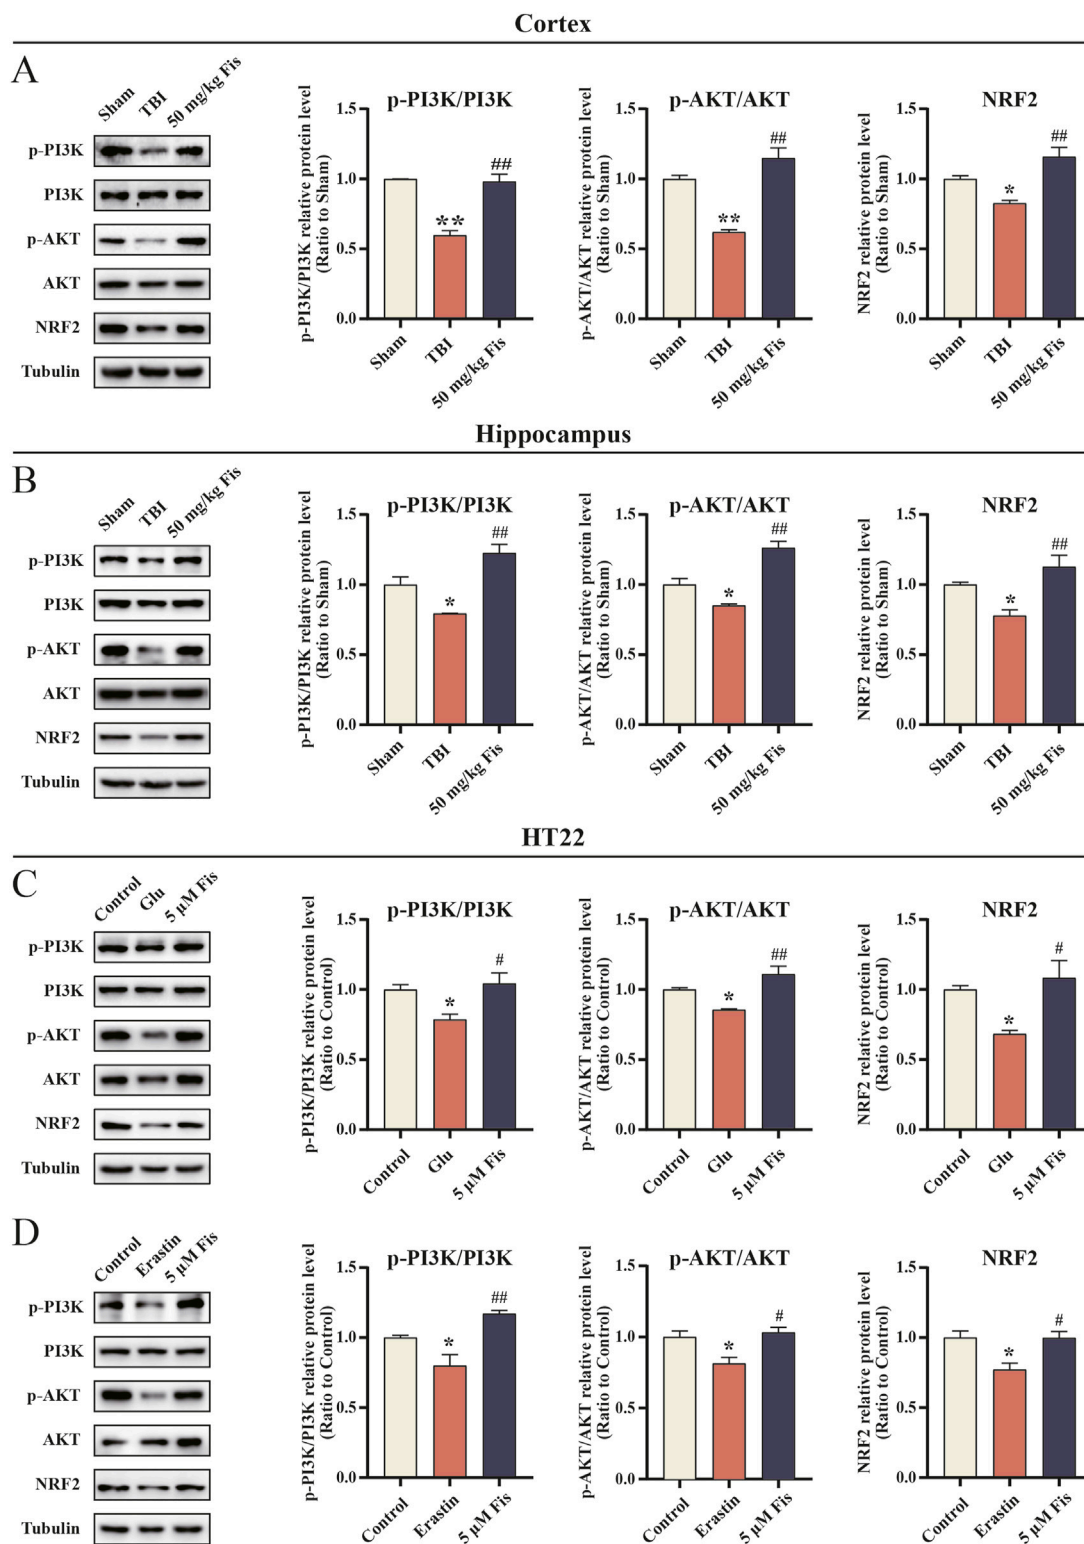 Cortex
A
Sham TBI 50 mg/kg Fis
p-PI3K
PI3K
p-AKT
AKT
NRF2
Tubulin
p-PI3K/PI3K
p-PI3K/PI3K relative protein level
(Ratio to Sham)
1.5
1.0
0.5
0.0
**
##
Sham TBI 50 mg/kg Fis
p-AKT/AKT
p-AKT/AKT relative protein level
(Ratio to Sham)
1.5
1.0
0.5
0.0
**
##
Sham TBI 50 mg/kg Fis
NRF2
NRF2 relative protein level
(Ratio to Sham)
1.5
1.0
0.5
0.0
*
##
Sham TBI 50 mg/kg Fis
Hippocampus
B
Sham TBI 50 mg/kg Fis
p-PI3K
PI3K
p-AKT
AKT
NRF2
Tubulin
p-PI3K/PI3K
p-PI3K/PI3K relative protein level
(Ratio to Sham)
1.5
1.0
0.5
0.0
*
##
Sham TBI 50 mg/kg Fis
p-AKT/AKT
p-AKT/AKT relative protein level
(Ratio to Sham)
1.5
1.0
0.5
0.0
*
##
Sham TBI 50 mg/kg Fis
NRF2
NRF2 relative protein level
(Ratio to Sham)
1.5
1.0
0.5
0.0
*
##
Sham TBI 50 mg/kg Fis
HT22
C
Control Glu 5 μM Fis
p-PI3K
PI3K
p-AKT
AKT
NRF2
Tubulin
p-PI3K/PI3K
p-PI3K/PI3K relative protein level
(Ratio to Control)
1.5
1.0
0.5
0.0
*
#
Control Glu 5 μM Fis
p-AKT/AKT
p-AKT/AKT relative protein level
(Ratio to Control)
1.5
1.0
0.5
0.0
*
##
Control Glu 5 μM Fis
NRF2
NRF2 relative protein level
(Ratio to Control)
1.5
1.0
0.5
0.0
*
#
Control Glu 5 μM Fis
D
Control Erastin 5 μM Fis
p-PI3K
PI3K
p-AKT
AKT
NRF2
Tubulin
p-PI3K/PI3K
p-PI3K/PI3K relative protein level
(Ratio to Control)
1.5
1.0
0.5
0.0
*
##
Control Erastin 5 μM Fis
p-AKT/AKT
p-AKT/AKT relative protein level
(Ratio to Control)
1.5
1.0
0.5
0.0
*
#
Control Erastin 5 μM Fis
NRF2
NRF2 relative protein level
(Ratio to Control)
1.5
1.0
0.5
0.0
*
#
Control Erastin 5 μM Fis